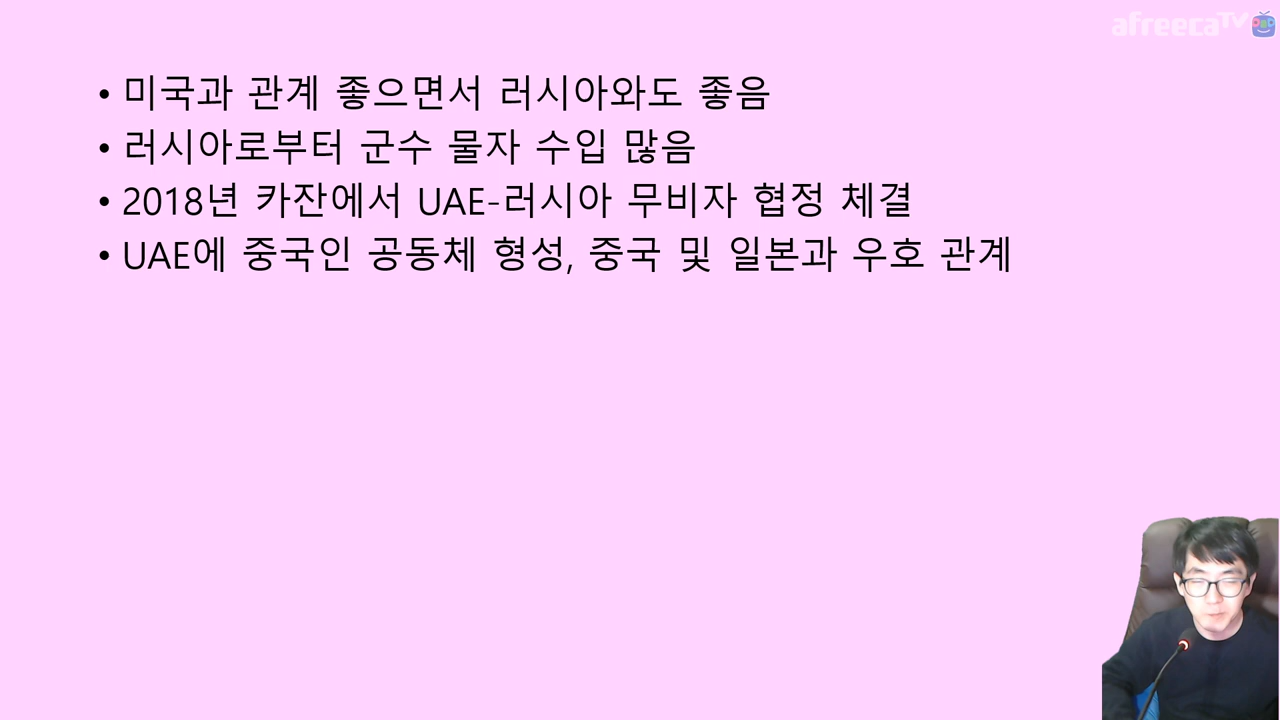 afreecaTV
• 미국과 관계 좋으면서 러시아와도 좋음
• 러시아로부터 군수 물자 수입 많음
• 2018년 카잔에서 UAE-러시아 무비자 협정 체결
• UAE에 중국인 공동체 형성, 중국 및 일본과 우호 관계